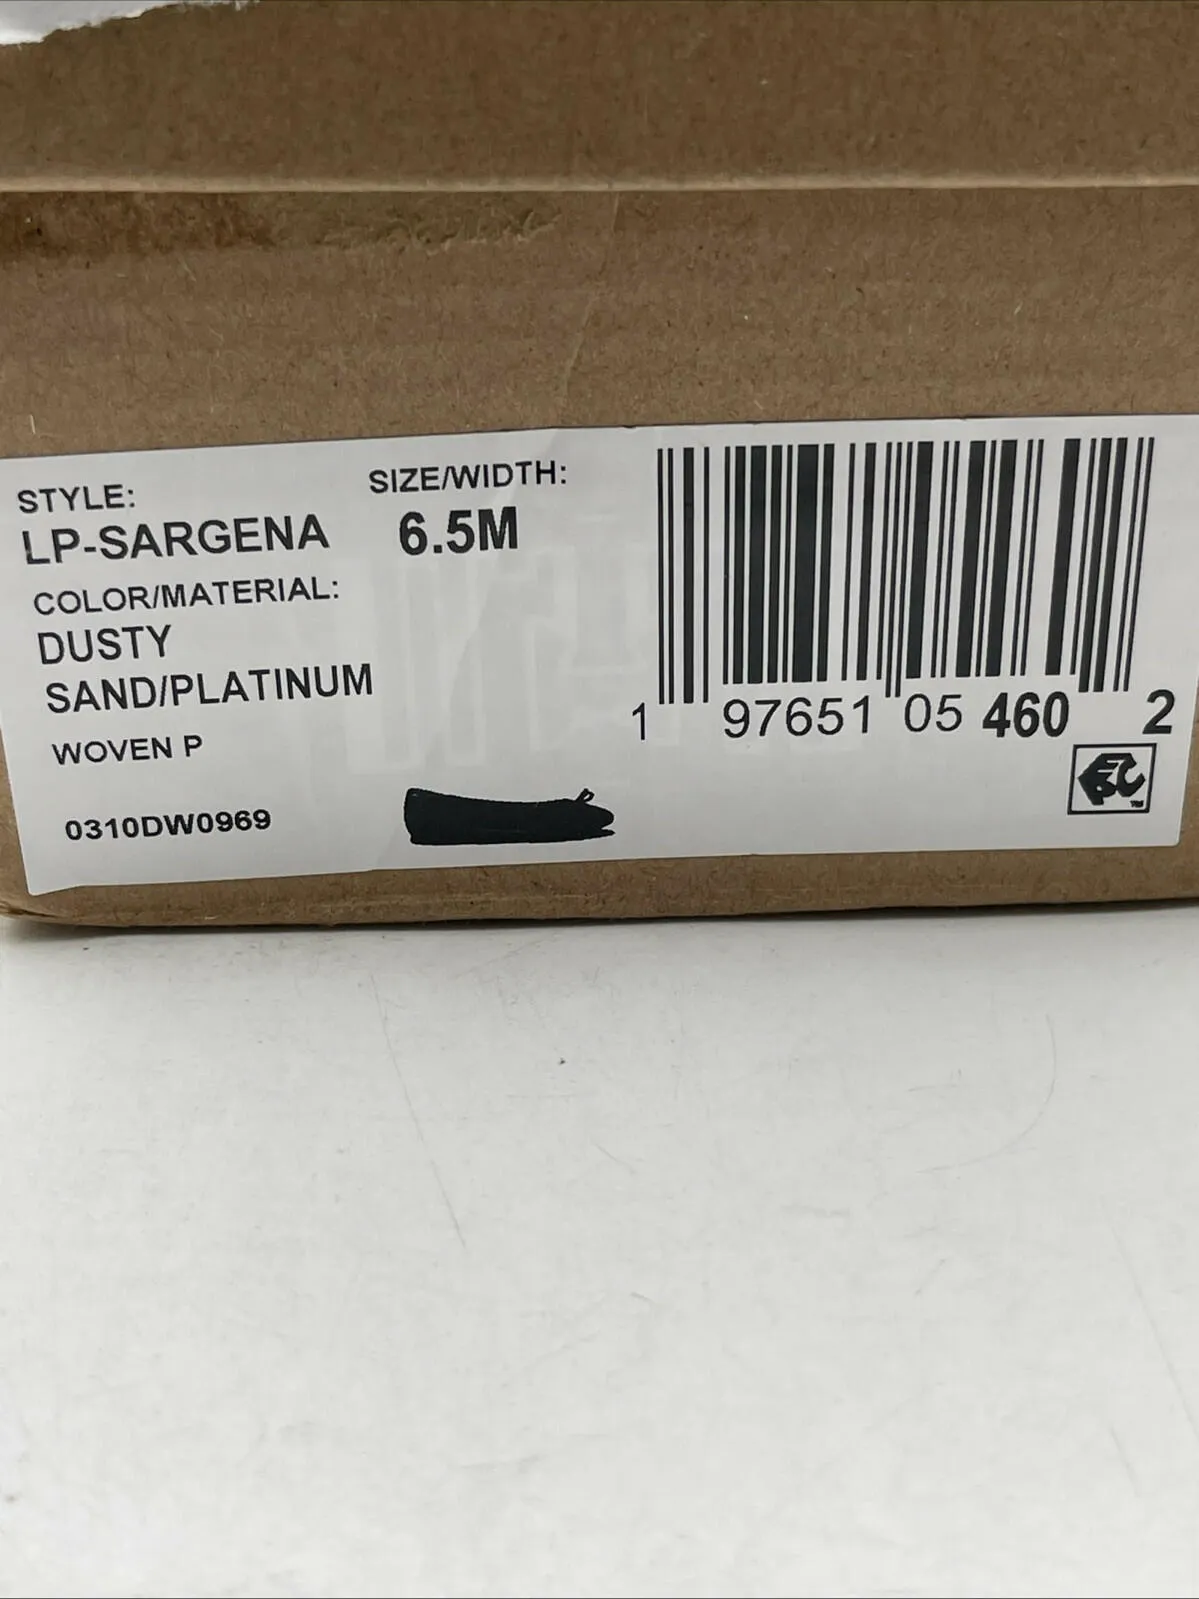 STYLE:
LP-SARGENA
SIZE/WIDTH:
6.5M
COLOR/MATERIAL:
DUSTY
SAND/PLATINUM
WOVEN P
0310DW0969
1 97651 05 460 2
TM